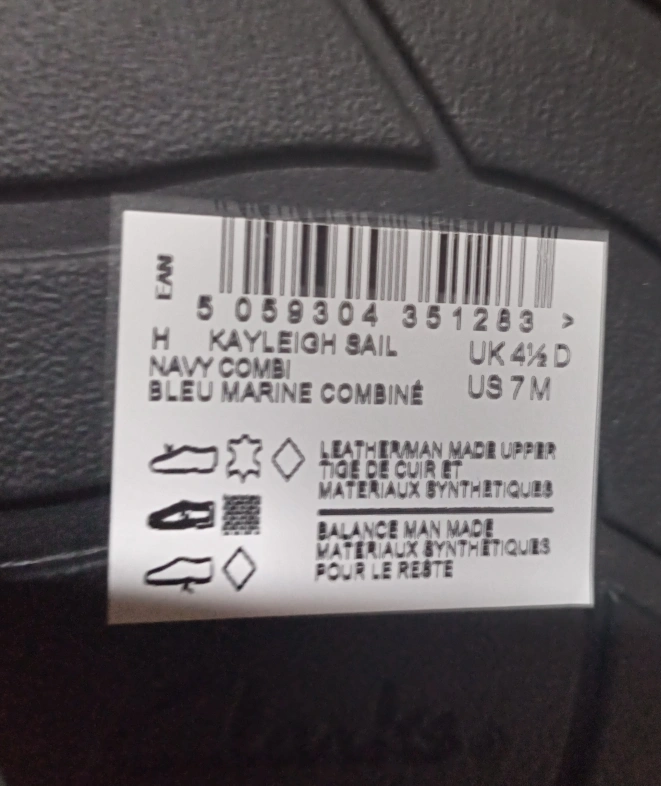 EAN
5 059304 351283 >
H KAYLEIGH SAIL UK 4½ D
NAVY COMBI
BLEU MARINE COMBINÉ US 7 M
LEATHER/MAN MADE UPPER
TIGE DE CUIR ET
MATERIAUX SYNTHETIQUES
BALANCE MAN MADE
MATERIAUX SYNTHETIQUES
POUR LE RESTE
Clarks